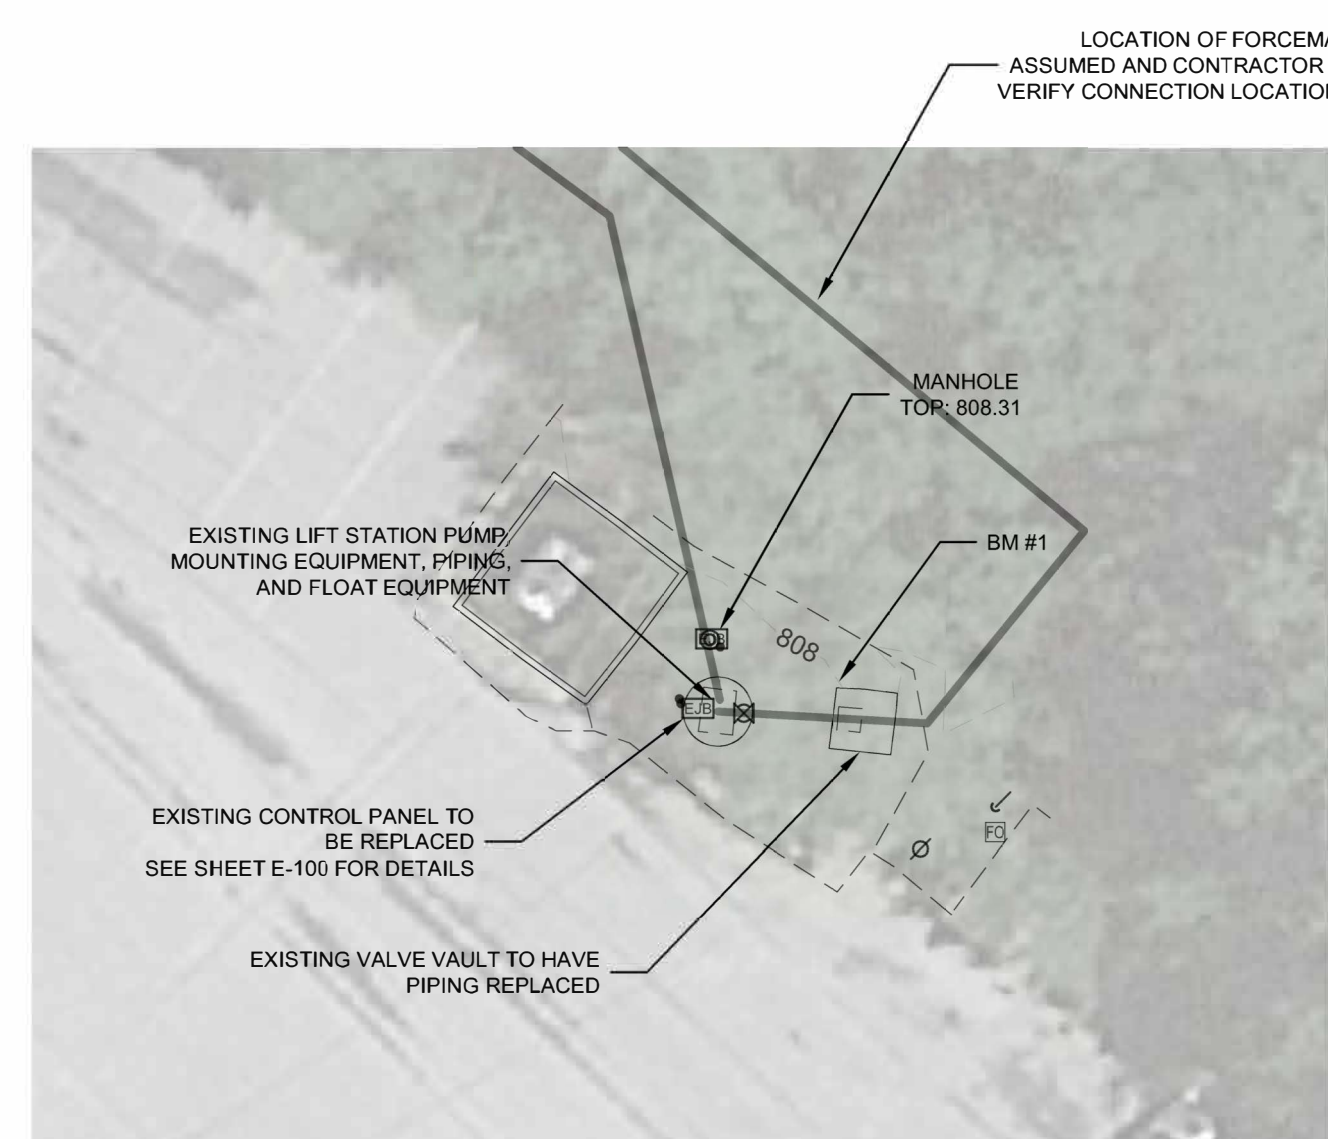 LOCATION OF FORCEMA
ASSUMED AND CONTRACTOR
VERIFY CONNECTION LOCATION
MANHOLE
TOP: 808.31
EXISTING LIFT STATION PUMP,
MOUNTING EQUIPMENT, PIPING,
AND FLOAT EQUIPMENT
BM #1
808
EJB
EXISTING CONTROL PANEL TO
BE REPLACED
SEE SHEET E-100 FOR DETAILS
FO
EXISTING VALVE VAULT TO HAVE
PIPING REPLACED